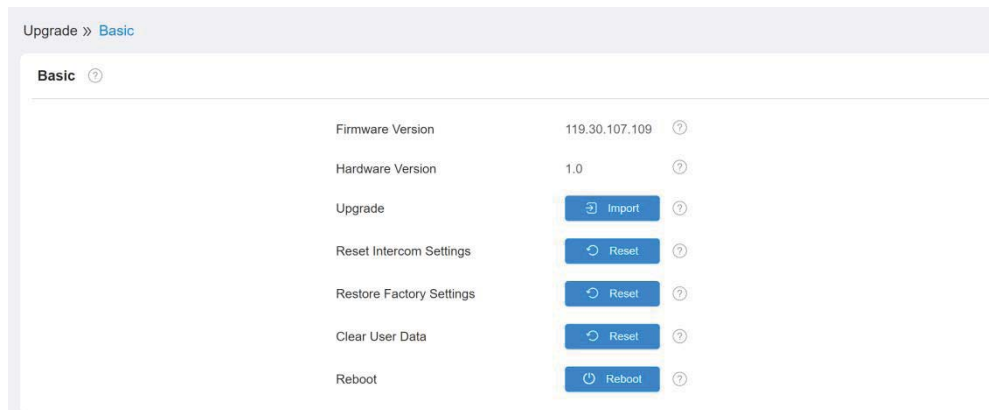 Upgrade » Basic
Basic ?
Firmware Version 119.30.107.109 ?
Hardware Version 1.0 ?
Upgrade Import ?
Reset Intercom Settings Reset ?
Restore Factory Settings Reset ?
Clear User Data Reset ?
Reboot Reboot ?